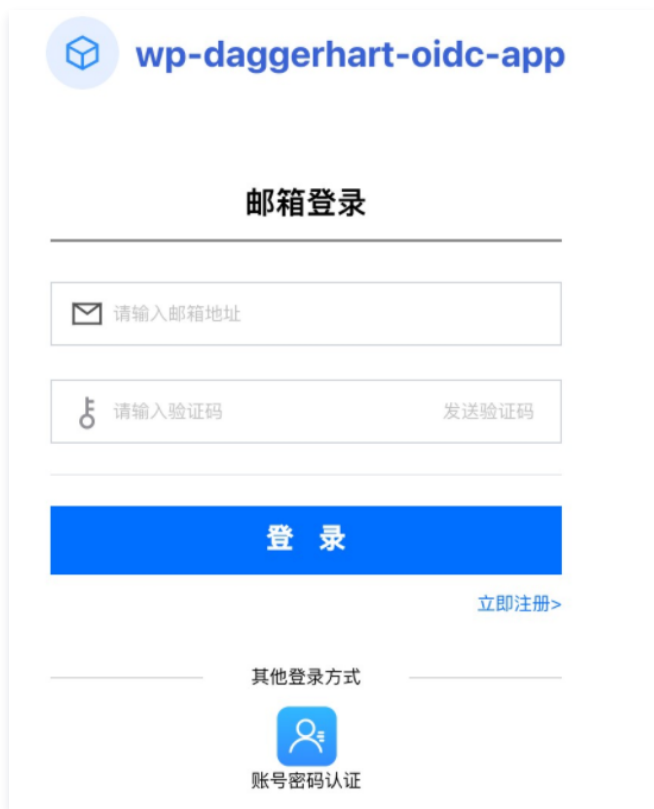 wp-daggerhart-oidc-app
邮箱登录
请输入邮箱地址
请输入验证码 发送验证码
登 录
立即注册>
其他登录方式
账号密码认证